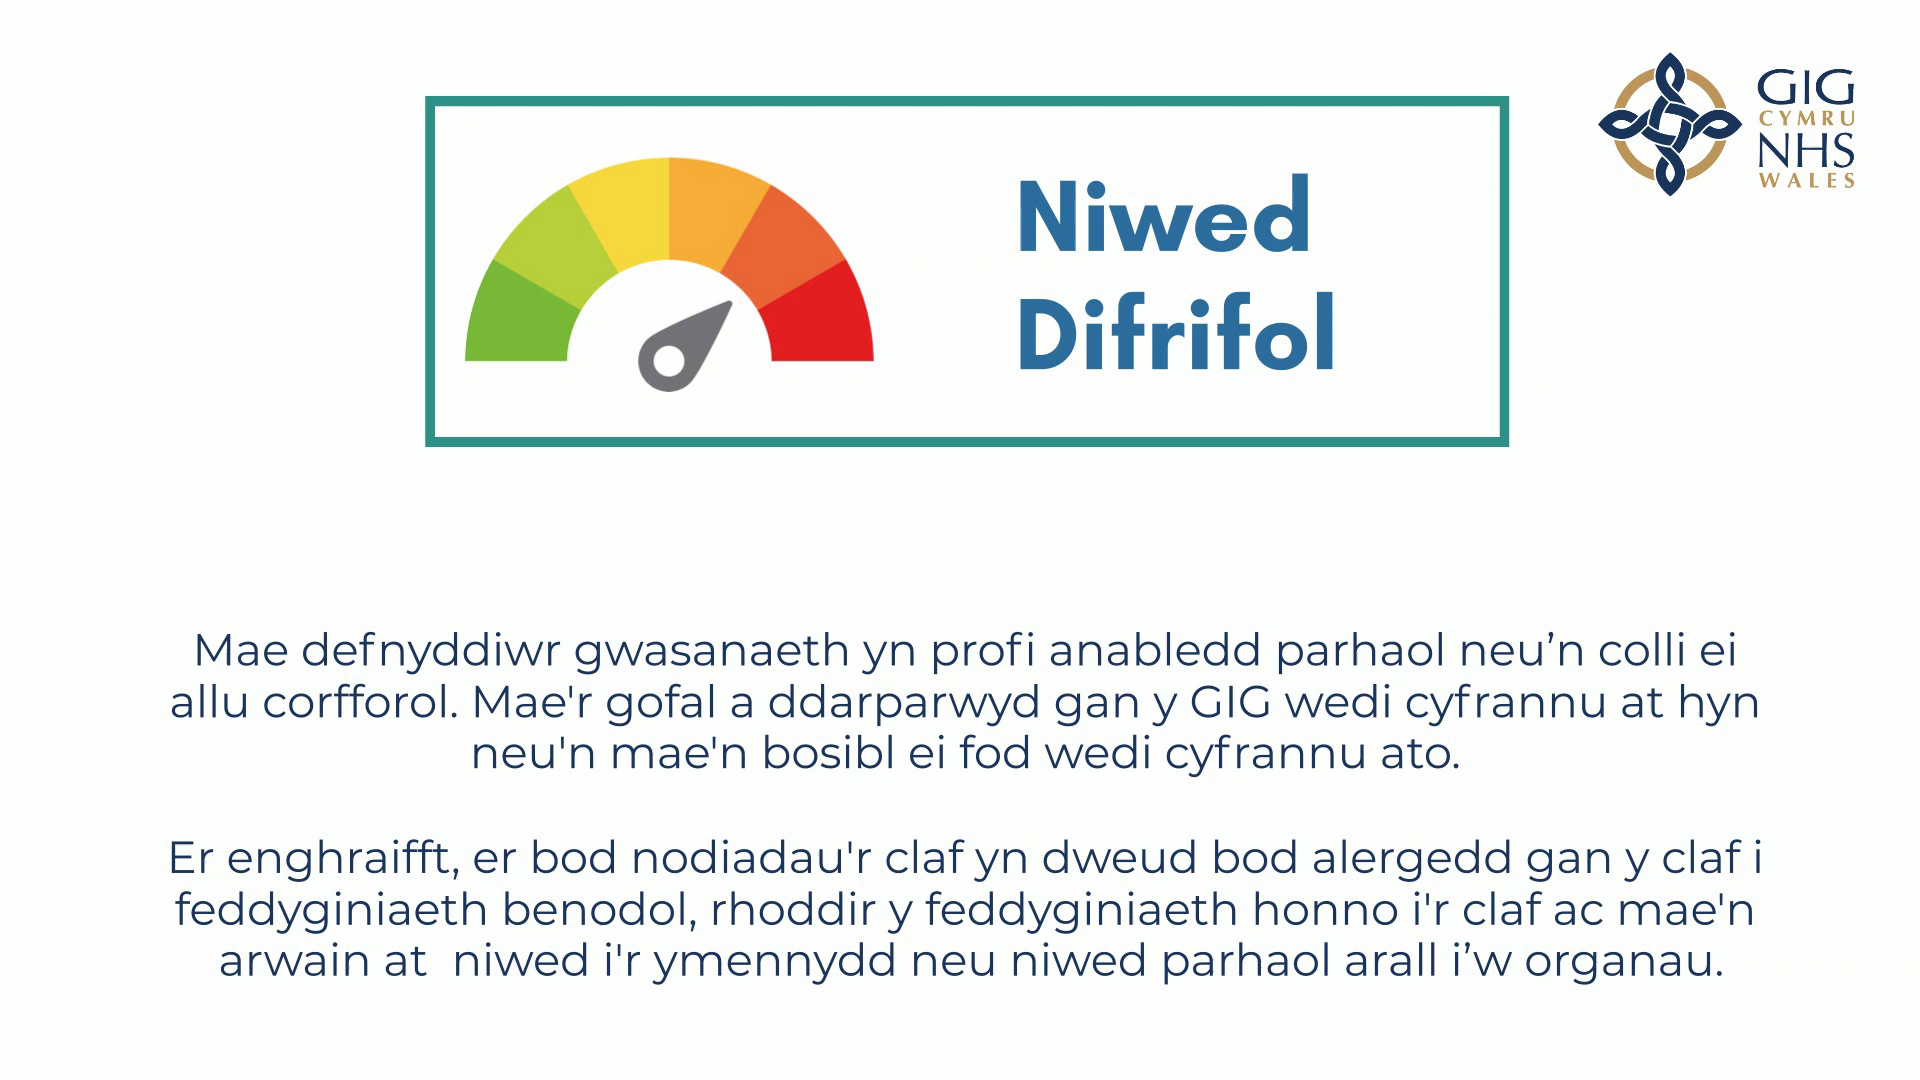 GIG
CYMRU
NHS
WALES
Niwed
Difrifol
Mae defnyddiwr gwasanaeth yn profi anabledd parhaol neu’n colli ei
allu corfforol. Mae'r gofal a ddarparwyd gan y GIG wedi cyfrannu at hyn
neu'n mae'n bosibl ei fod wedi cyfrannu ato.
Er enghraifft, er bod nodiadau'r claf yn dweud bod alergedd gan y claf i
feddyginiaeth benodol, rhoddir y feddyginiaeth honno i'r claf ac mae'n
arwain at  niwed i'r ymennydd neu niwed parhaol arall i’w organau.